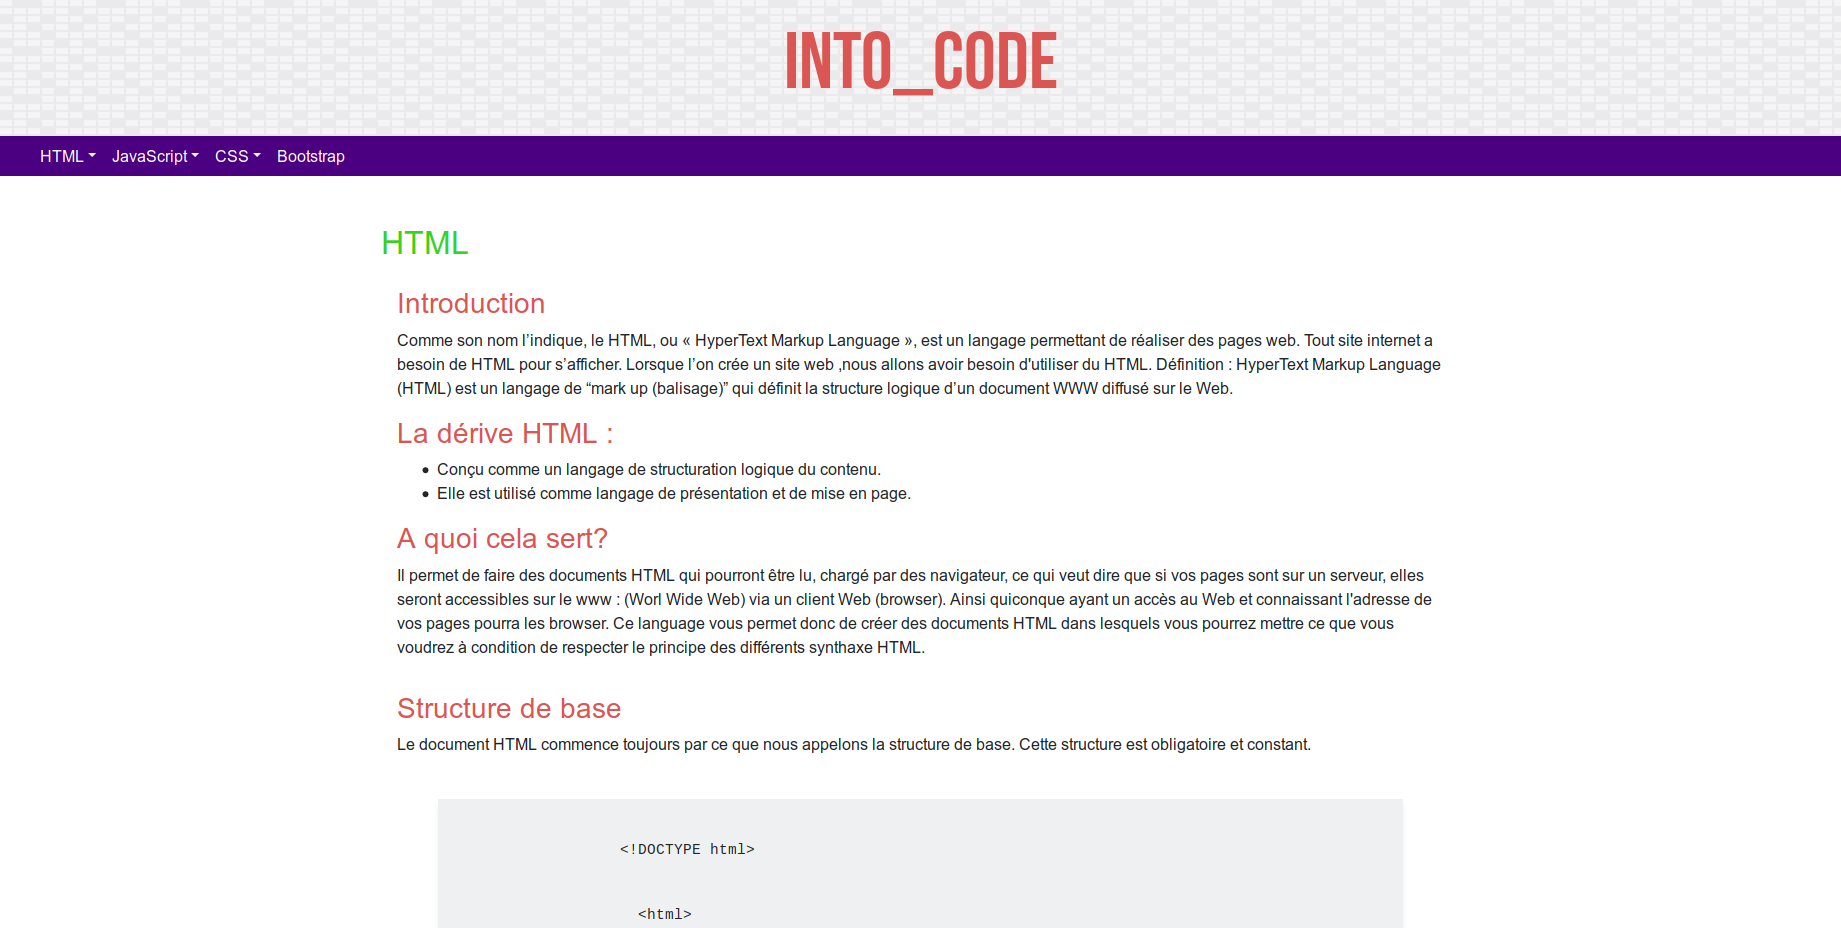 INTO_CODE
HTML JavaScript CSS Bootstrap
HTML
Introduction
Comme son nom l’indique, le HTML, ou « HyperText Markup Language », est un langage permettant de réaliser des pages web. Tout site internet a
besoin de HTML pour s’afficher. Lorsque l’on crée un site web ,nous allons avoir besoin d'utiliser du HTML. Définition : HyperText Markup Language
(HTML) est un langage de “mark up (balisage)” qui définit la structure logique d’un document WWW diffusé sur le Web.
La dérive HTML :
• Conçu comme un langage de structuration logique du contenu.
• Elle est utilisé comme langage de présentation et de mise en page.
A quoi cela sert?
Il permet de faire des documents HTML qui pourront être lu, chargé par des navigateur, ce qui veut dire que si vos pages sont sur un serveur, elles
seront accessibles sur le www : (Worl Wide Web) via un client Web (browser). Ainsi quiconque ayant un accès au Web et connaissant l'adresse de
vos pages pourra les browser. Ce language vous permet donc de créer des documents HTML dans lesquels vous pourrez mettre ce que vous
voudrez à condition de respecter le principe des différents synthaxe HTML.
Structure de base
Le document HTML commence toujours par ce que nous appelons la structure de base. Cette structure est obligatoire et constant.
<!DOCTYPE html>
<html>